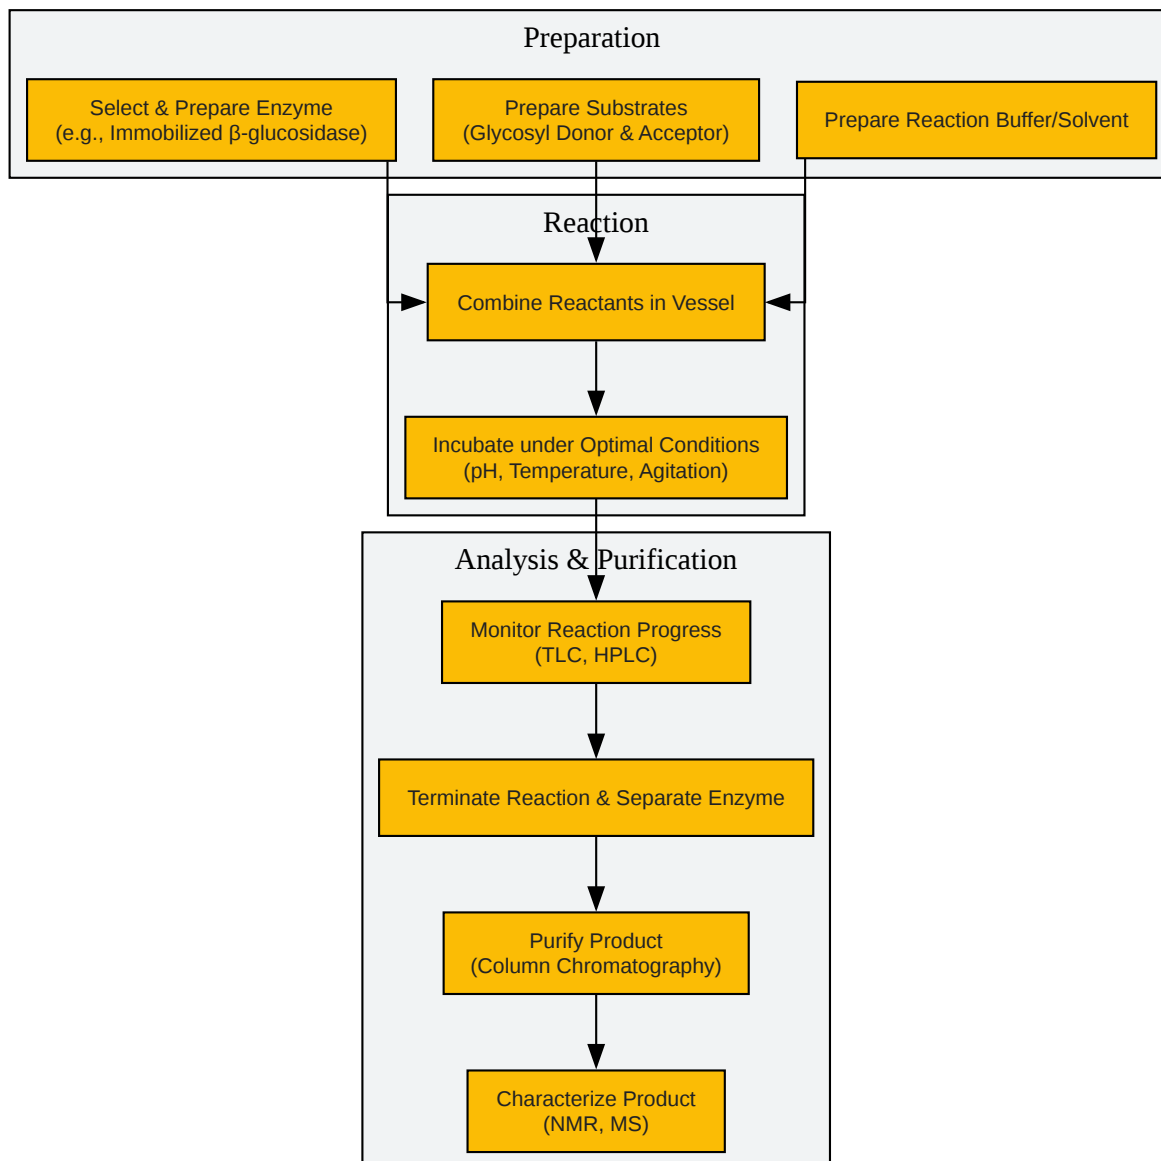 Preparation
Select & Prepare Enzyme
(e.g., Immobilized β-glucosidase)
Prepare Substrates
(Glycosyl Donor & Acceptor)
Prepare Reaction Buffer/Solvent
Reaction
Combine Reactants in Vessel
Incubate under Optimal Conditions
(pH, Temperature, Agitation)
Analysis & Purification
Monitor Reaction Progress
(TLC, HPLC)
Terminate Reaction & Separate Enzyme
Purify Product
(Column Chromatography)
Characterize Product
(NMR, MS)